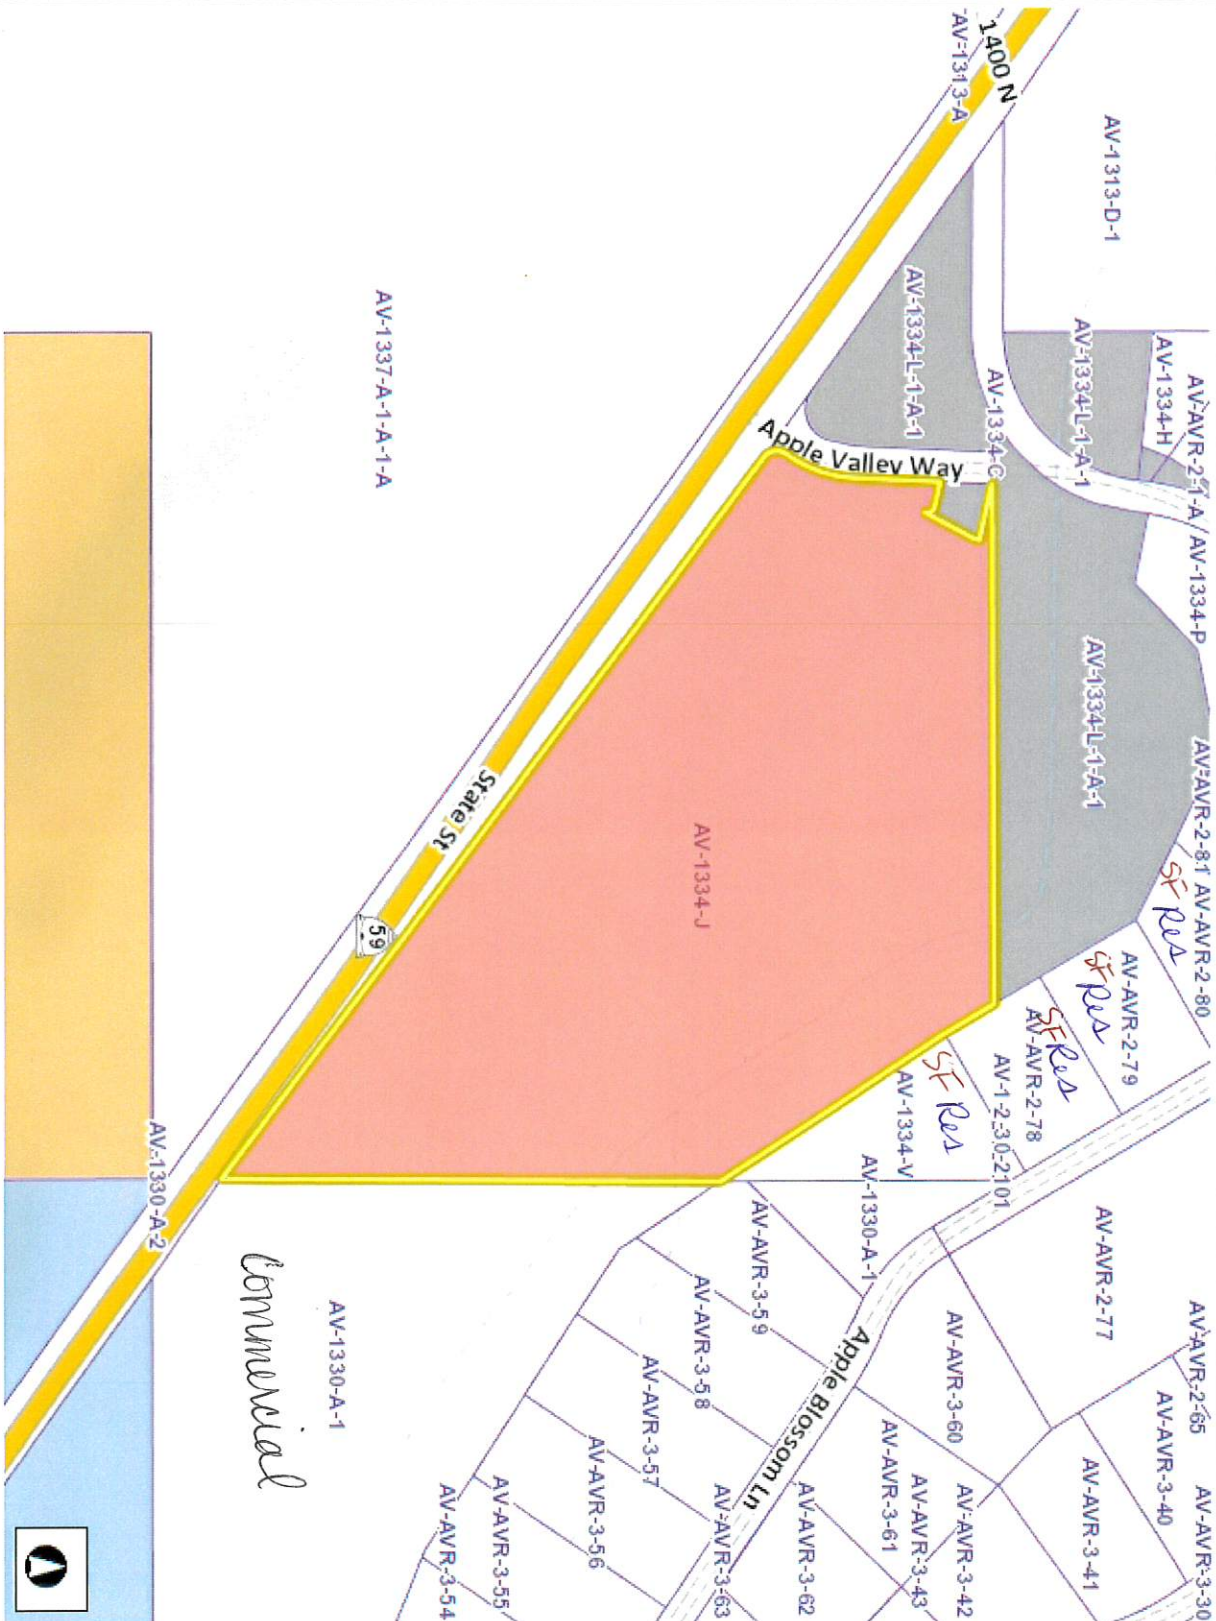 1400 N
AV-1313-A
AV-1313-D-1
AV-1334-L-1-A-1
AV-1334-L-1-A-1
AV-1334-H
AV-AVR-2-1-A
AV-1334-P
AV-1334-C
Apple Valley Way
AV-1337-A-1-A-1-A
AV-1334-L-1-A-1
AV-AVR-2-81
AV-AVR-2-80
SF Res
AV-AVR-2-79
SF Res
SF Res
AV-AVR-2-78
AV-1-2-30-2101
SF Res
AV-1334-V
AV-1334-J
State St
59
AV-1330-A-2
AV-1330-A-1
AV-AVR-2-77
AV-AVR-2-65
AV-AVR-3-40
AV-AVR-3-30
AV-AVR-3-41
AV-AVR-3-60
AV-AVR-3-42
AV-AVR-3-43
AV-AVR-3-61
AV-AVR-3-62
AV-AVR-3-63
Apple Blossom Ln
AV-AVR-3-59
AV-AVR-3-58
AV-AVR-3-57
AV-AVR-3-56
AV-AVR-3-55
AV-AVR-3-54
AV-1330-A-1
Commercial